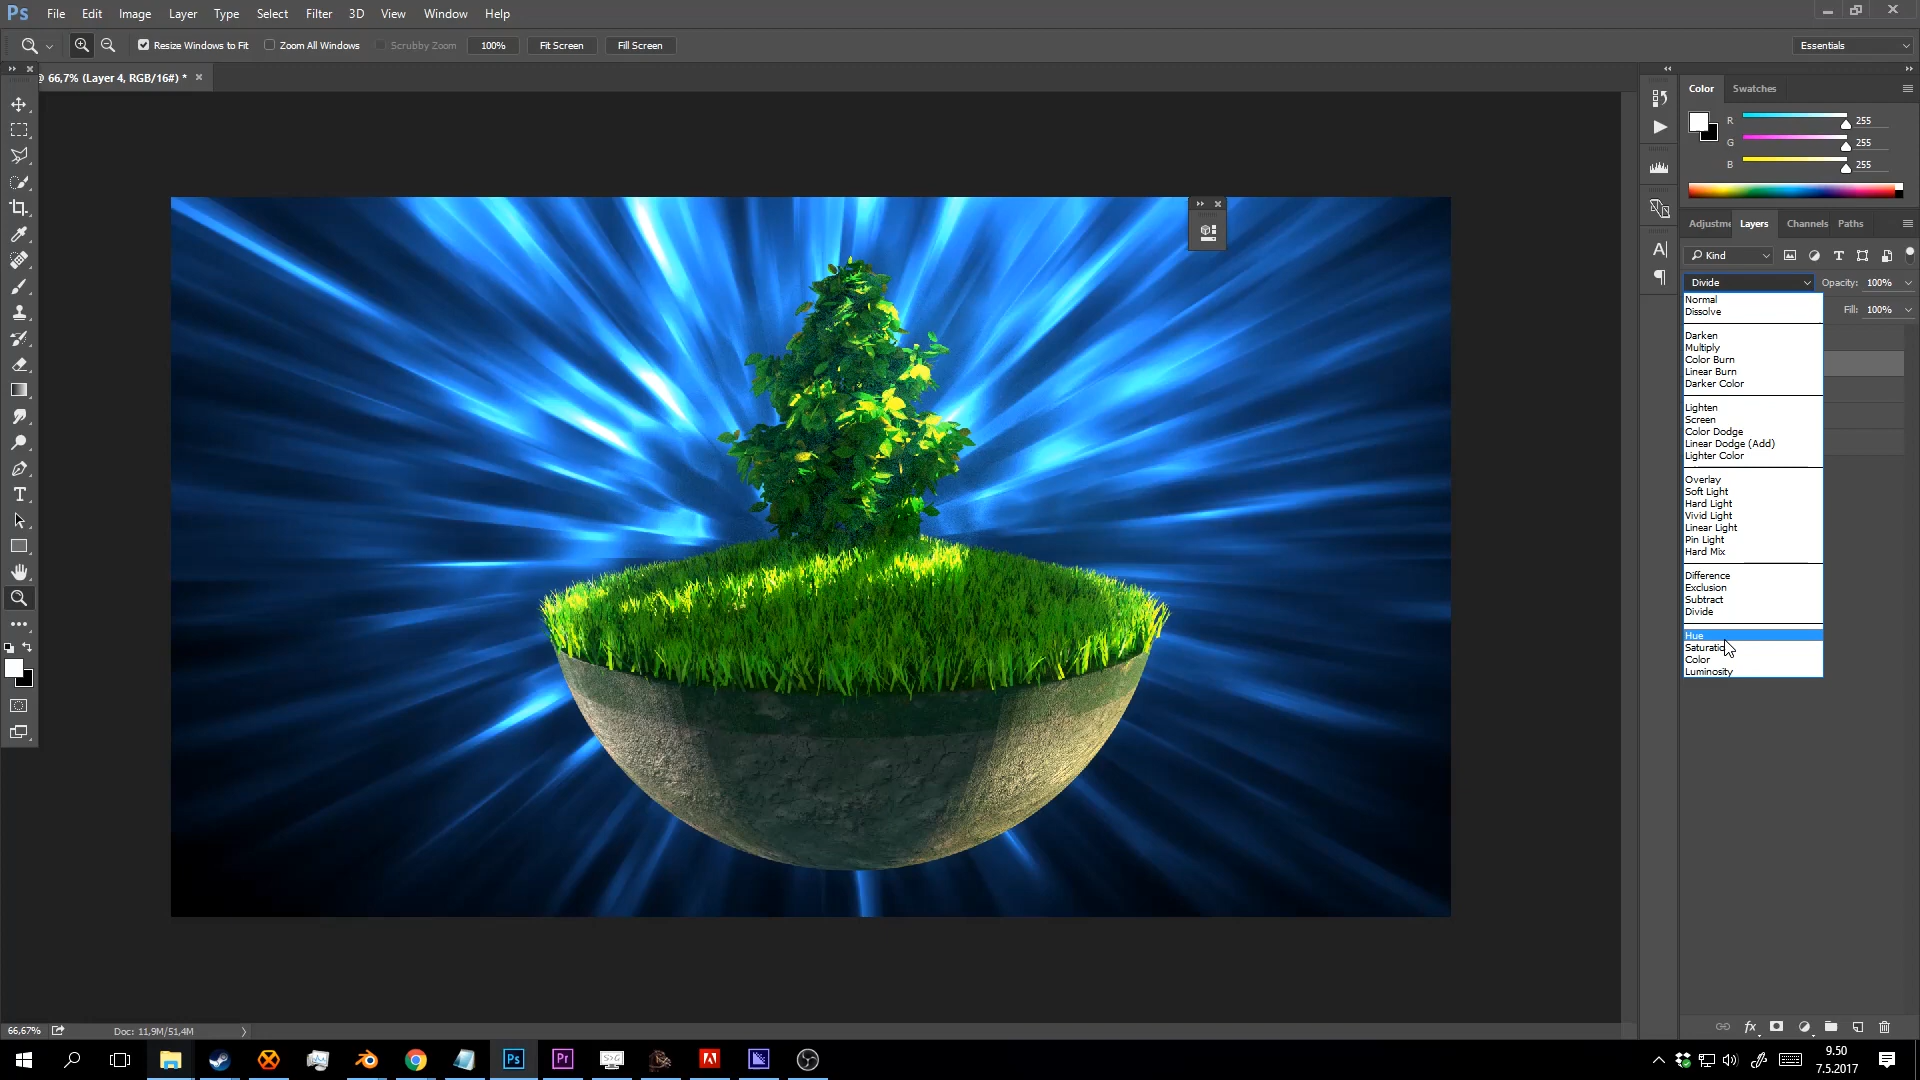 Ps File Edit Image Layer Type Select Filter 3D View Window Help
Resize Windows to Fit Zoom All Windows Scrubby Zoom 100% Fit Screen Fill Screen Essentials
@ 66,7% (Layer 4, RGB/16#) *
Color Swatches
R 255
G 255
B 255
Adjustme Layers Channels Paths
Kind
Divide Opacity: 100%
Fill: 100%
Normal
Dissolve
Darken
Multiply
Color Burn
Linear Burn
Darker Color
Lighten
Screen
Color Dodge
Linear Dodge (Add)
Lighter Color
Overlay
Soft Light
Hard Light
Vivid Light
Linear Light
Pin Light
Hard Mix
Difference
Exclusion
Subtract
Divide
Hue
Saturatio
Color
Luminosity
66,67% Doc: 11,9M/51,4M
fx
Ps Pr
9.50
7.5.2017